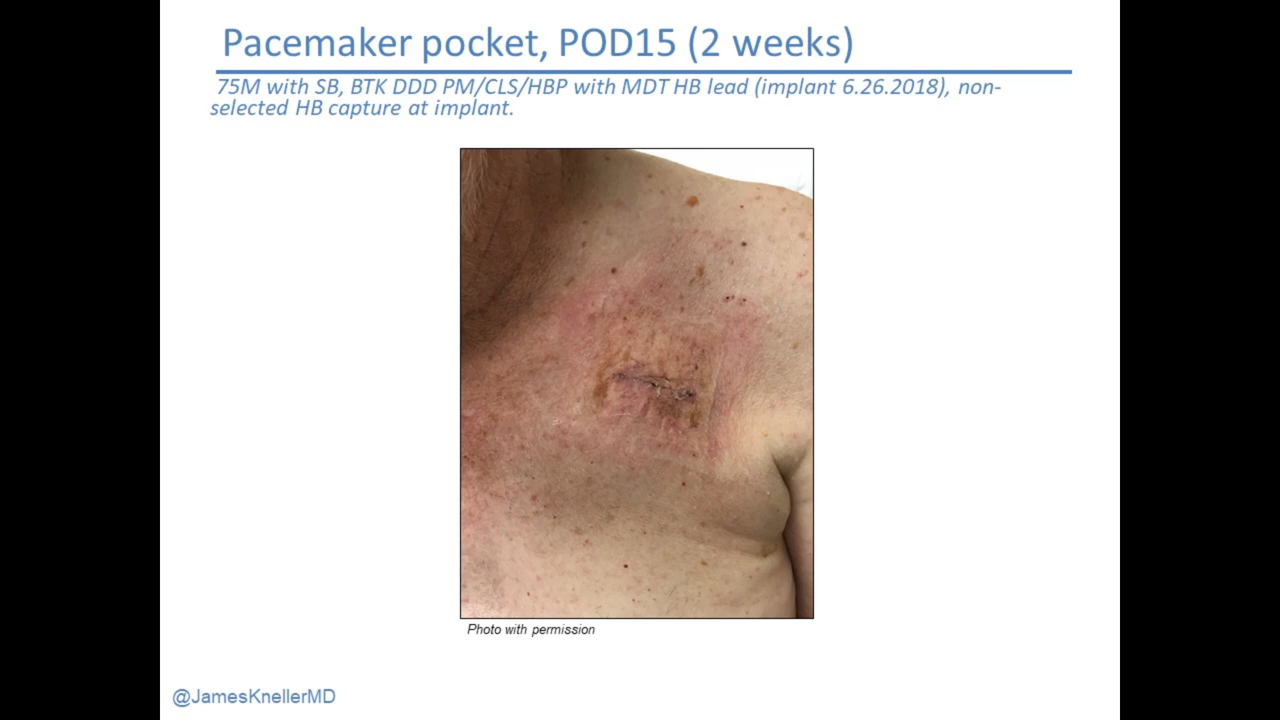 Pacemaker pocket, POD15 (2 weeks)
75M with SB, BTK DDD PM/CLS/HBP with MDT HB lead (implant 6.26.2018), non-
selected HB capture at implant.
Photo with permission
@JamesKnellerMD